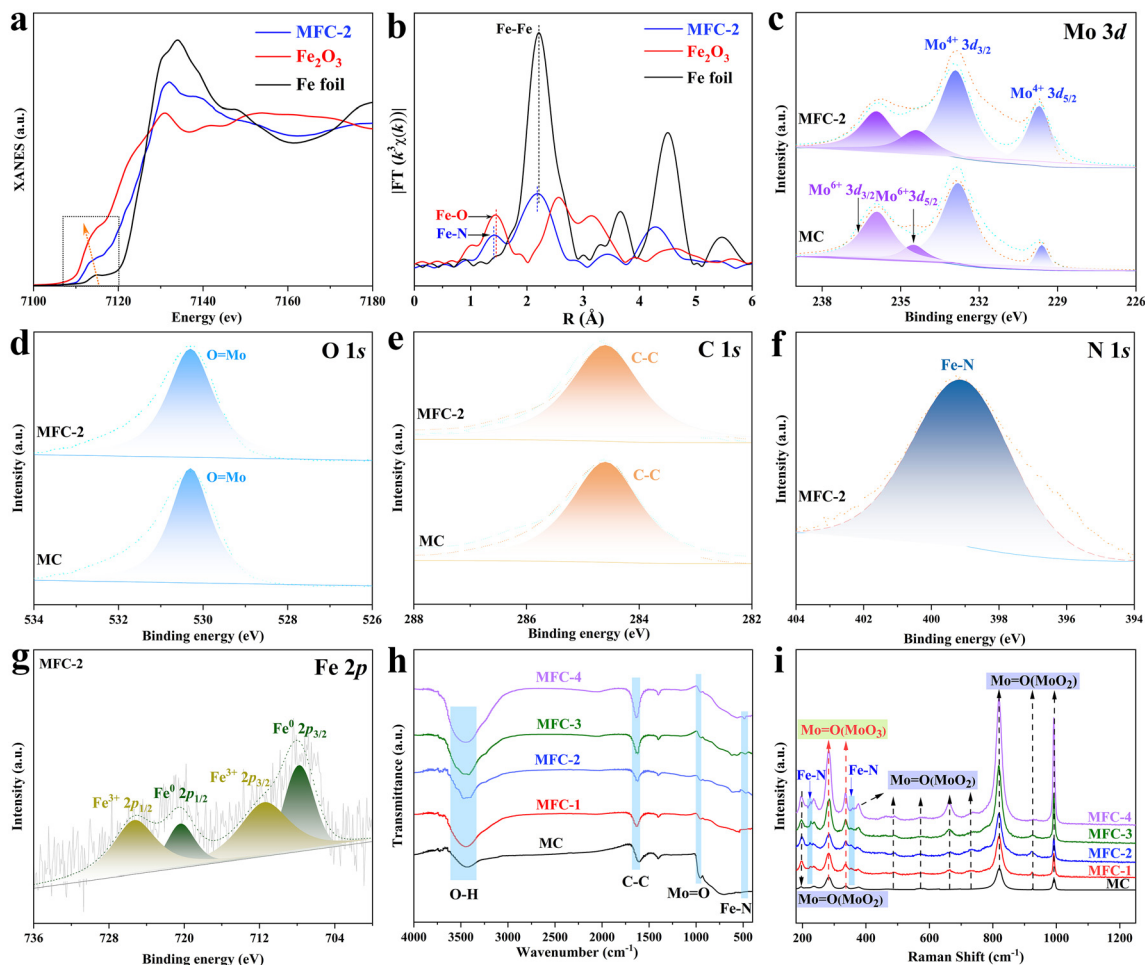 a
MFC-2
Fe₂O₃
Fe foil
XANES (a.u.)
7100 7120 7140 7160 7180
Energy (ev)
b
Fe-Fe
MFC-2
Fe₂O₃
Fe foil
Fe-O
Fe-N
|FT (k³χ(k))|
0 1 2 3 4 5 6
R (Å)
c
Mo 3d
Mo⁴⁺ 3d₃/₂
Mo⁴⁺ 3d₅/₂
MFC-2
Mo⁶⁺ 3d₃/₂ Mo⁶⁺ 3d₅/₂
MC
Intensity (a.u.)
238 234 232 229 226
Binding energy (eV)
d
O 1s
O=Mo
MFC-2
O=Mo
MC
Intensity (a.u.)
534 532 530 528 526
Binding energy (eV)
e
C 1s
C-C
MFC-2
C-C
MC
Intensity (a.u.)
288 286 284 282
Binding energy (eV)
f
N 1s
Fe-N
MFC-2
Intensity (a.u.)
404 402 400 398 396 394
Binding energy (eV)
g
MFC-2
Fe 2p
Fe⁰ 2p₃/₂
Fe³⁺ 2p₃/₂
Fe⁰ 2p₁/₂
Fe³⁺ 2p₁/₂
Intensity (a.u.)
736 728 720 712 704
Binding energy (eV)
h
MFC-4
MFC-3
MFC-2
MFC-1
MC
O-H
C-C
Mo=O
Fe-N
Transmittance (a.u.)
4000 3500 3000 2500 2000 1500 1000 500
Wavenumber (cm⁻¹)
i
Mo=O(MoO₂)
Mo=O(MoO₃)
Fe-N
Fe-N
Mo=O(MoO₂)
MFC-4
MFC-3
MFC-2
MFC-1
MC
Mo=O(MoO₂)
Intensity (a.u.)
200 400 600 800 1000 1200
Raman Shift (cm⁻¹)